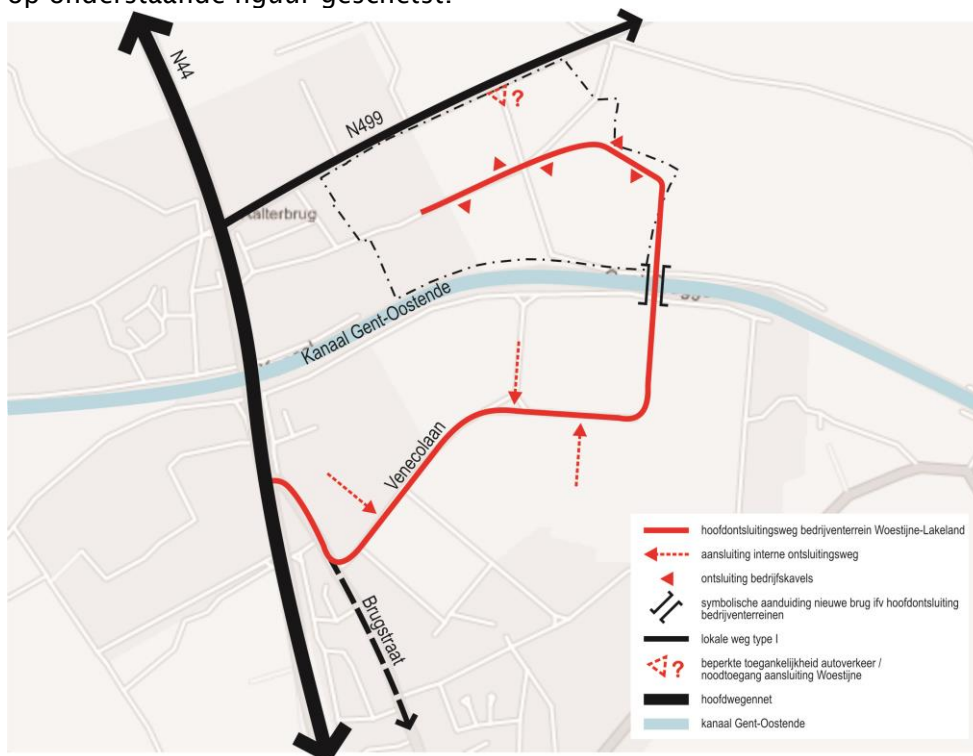 op onderstaande figuur geschetst.
N44
N499
Kanaal Gent-Oostende
Venecolaan
Brugstraat
hoofdontsluitingsweg bedrijventerrein Woestijne-Lakeland
aansluiting interne ontsluitingsweg
ontsluiting bedrijfskavels
symbolische aanduiding nieuwe brug ifv hoofdontsluiting
bedrijventerreinen
lokale weg type I
? beperkte toegankelijkheid autoverkeer /
noodtoegang aansluiting Woestijne
hoofdwegennet
kanaal Gent-Oostende
?